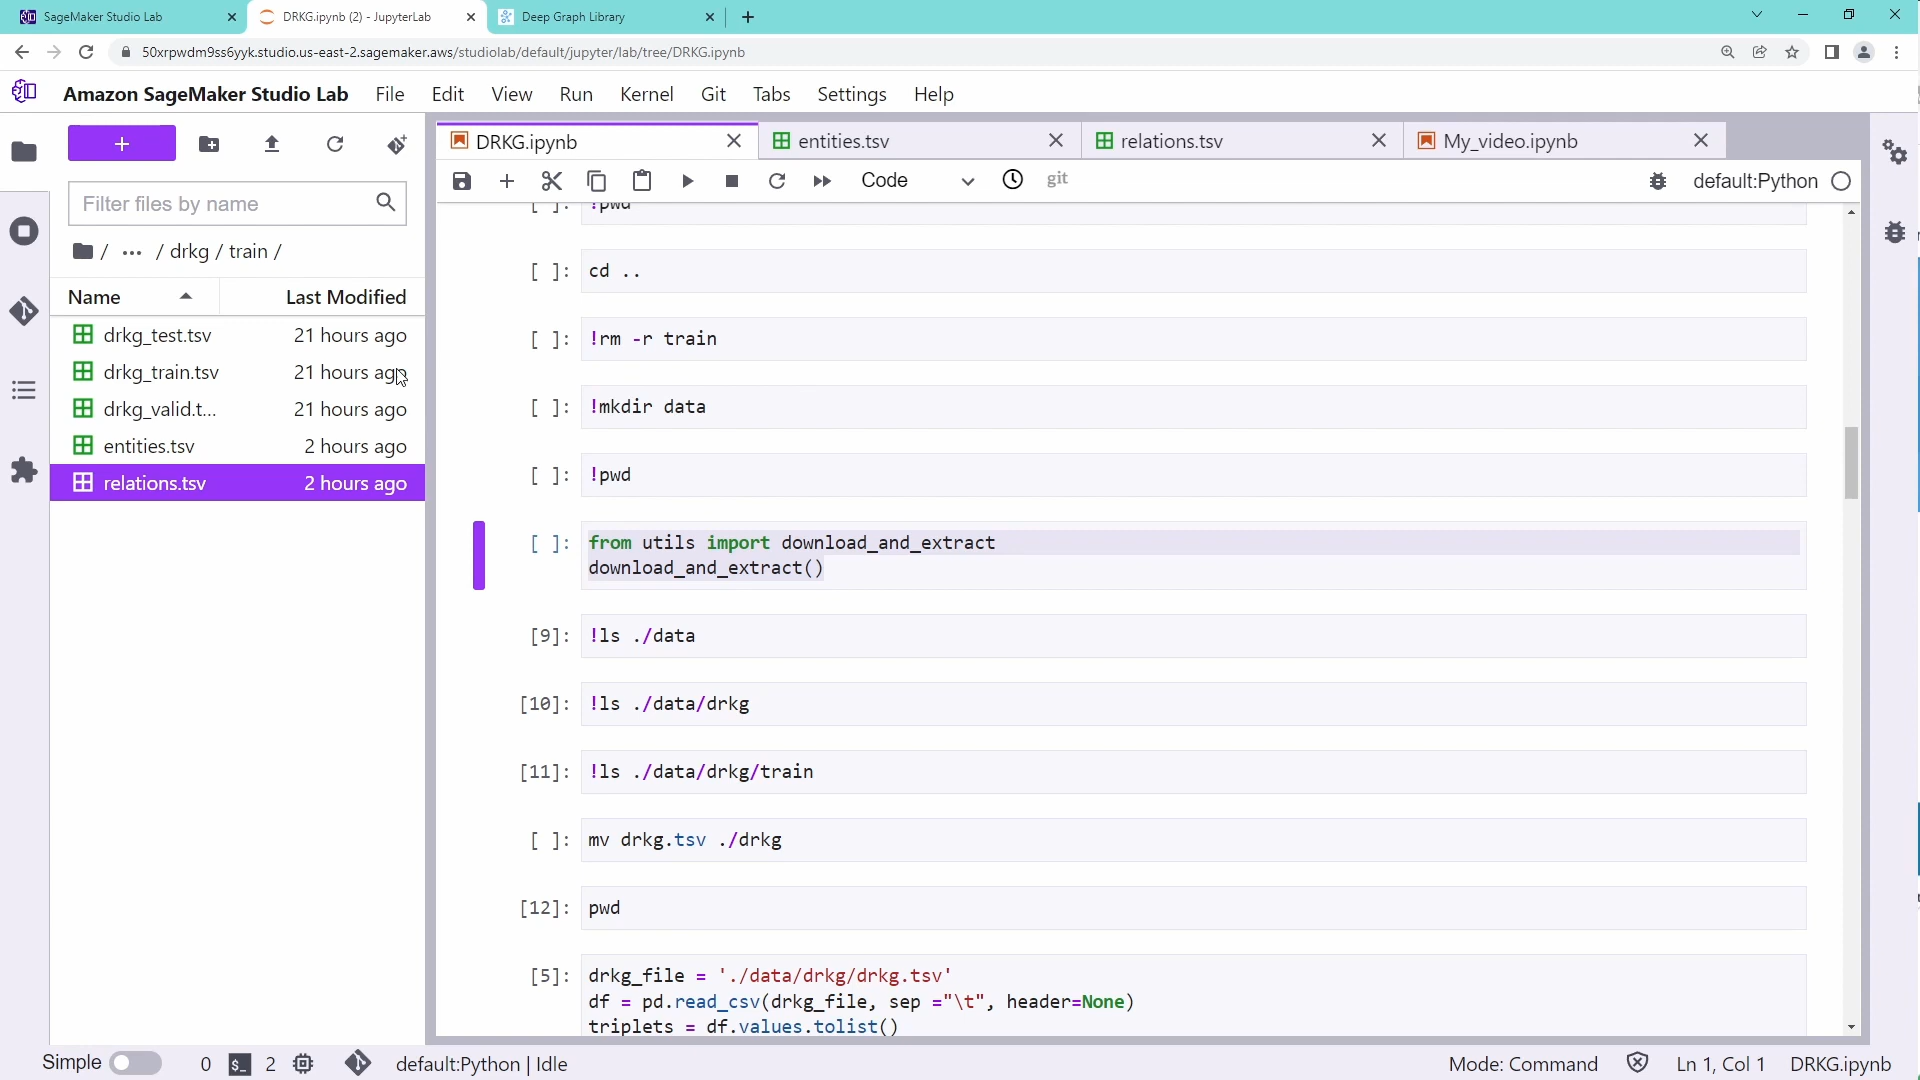 SageMaker Studio Lab
DRKG.ipynb (2) - JupyterLab
Deep Graph Library
50xrpwdm9ss6yyk.studio.us-east-2.sagemaker.aws/studiolab/default/jupyter/lab/tree/DRKG.ipynb
Amazon SageMaker Studio Lab File Edit View Run Kernel Git Tabs Settings Help
Filter files by name
/ ... / drkg / train /
Name Last Modified
drkg_test.tsv 21 hours ago
drkg_train.tsv 21 hours ago
drkg_valid.t... 21 hours ago
entities.tsv 2 hours ago
relations.tsv 2 hours ago
DRKG.ipynb entities.tsv relations.tsv My_video.ipynb
Code git default:Python
[ ]: !pwd
[ ]: cd ..
[ ]: !rm -r train
[ ]: !mkdir data
[ ]: !pwd
[ ]: from utils import download_and_extract
download_and_extract()
[9]: !ls ./data
[10]: !ls ./data/drkg
[11]: !ls ./data/drkg/train
[ ]: mv drkg.tsv ./drkg
[12]: pwd
[5]: drkg_file = './data/drkg/drkg.tsv'
df = pd.read_csv(drkg_file, sep ="\t", header=None)
triplets = df.values.tolist()
Simple 0 $_ 2 default:Python | Idle Mode: Command Ln 1, Col 1 DRKG.ipynb